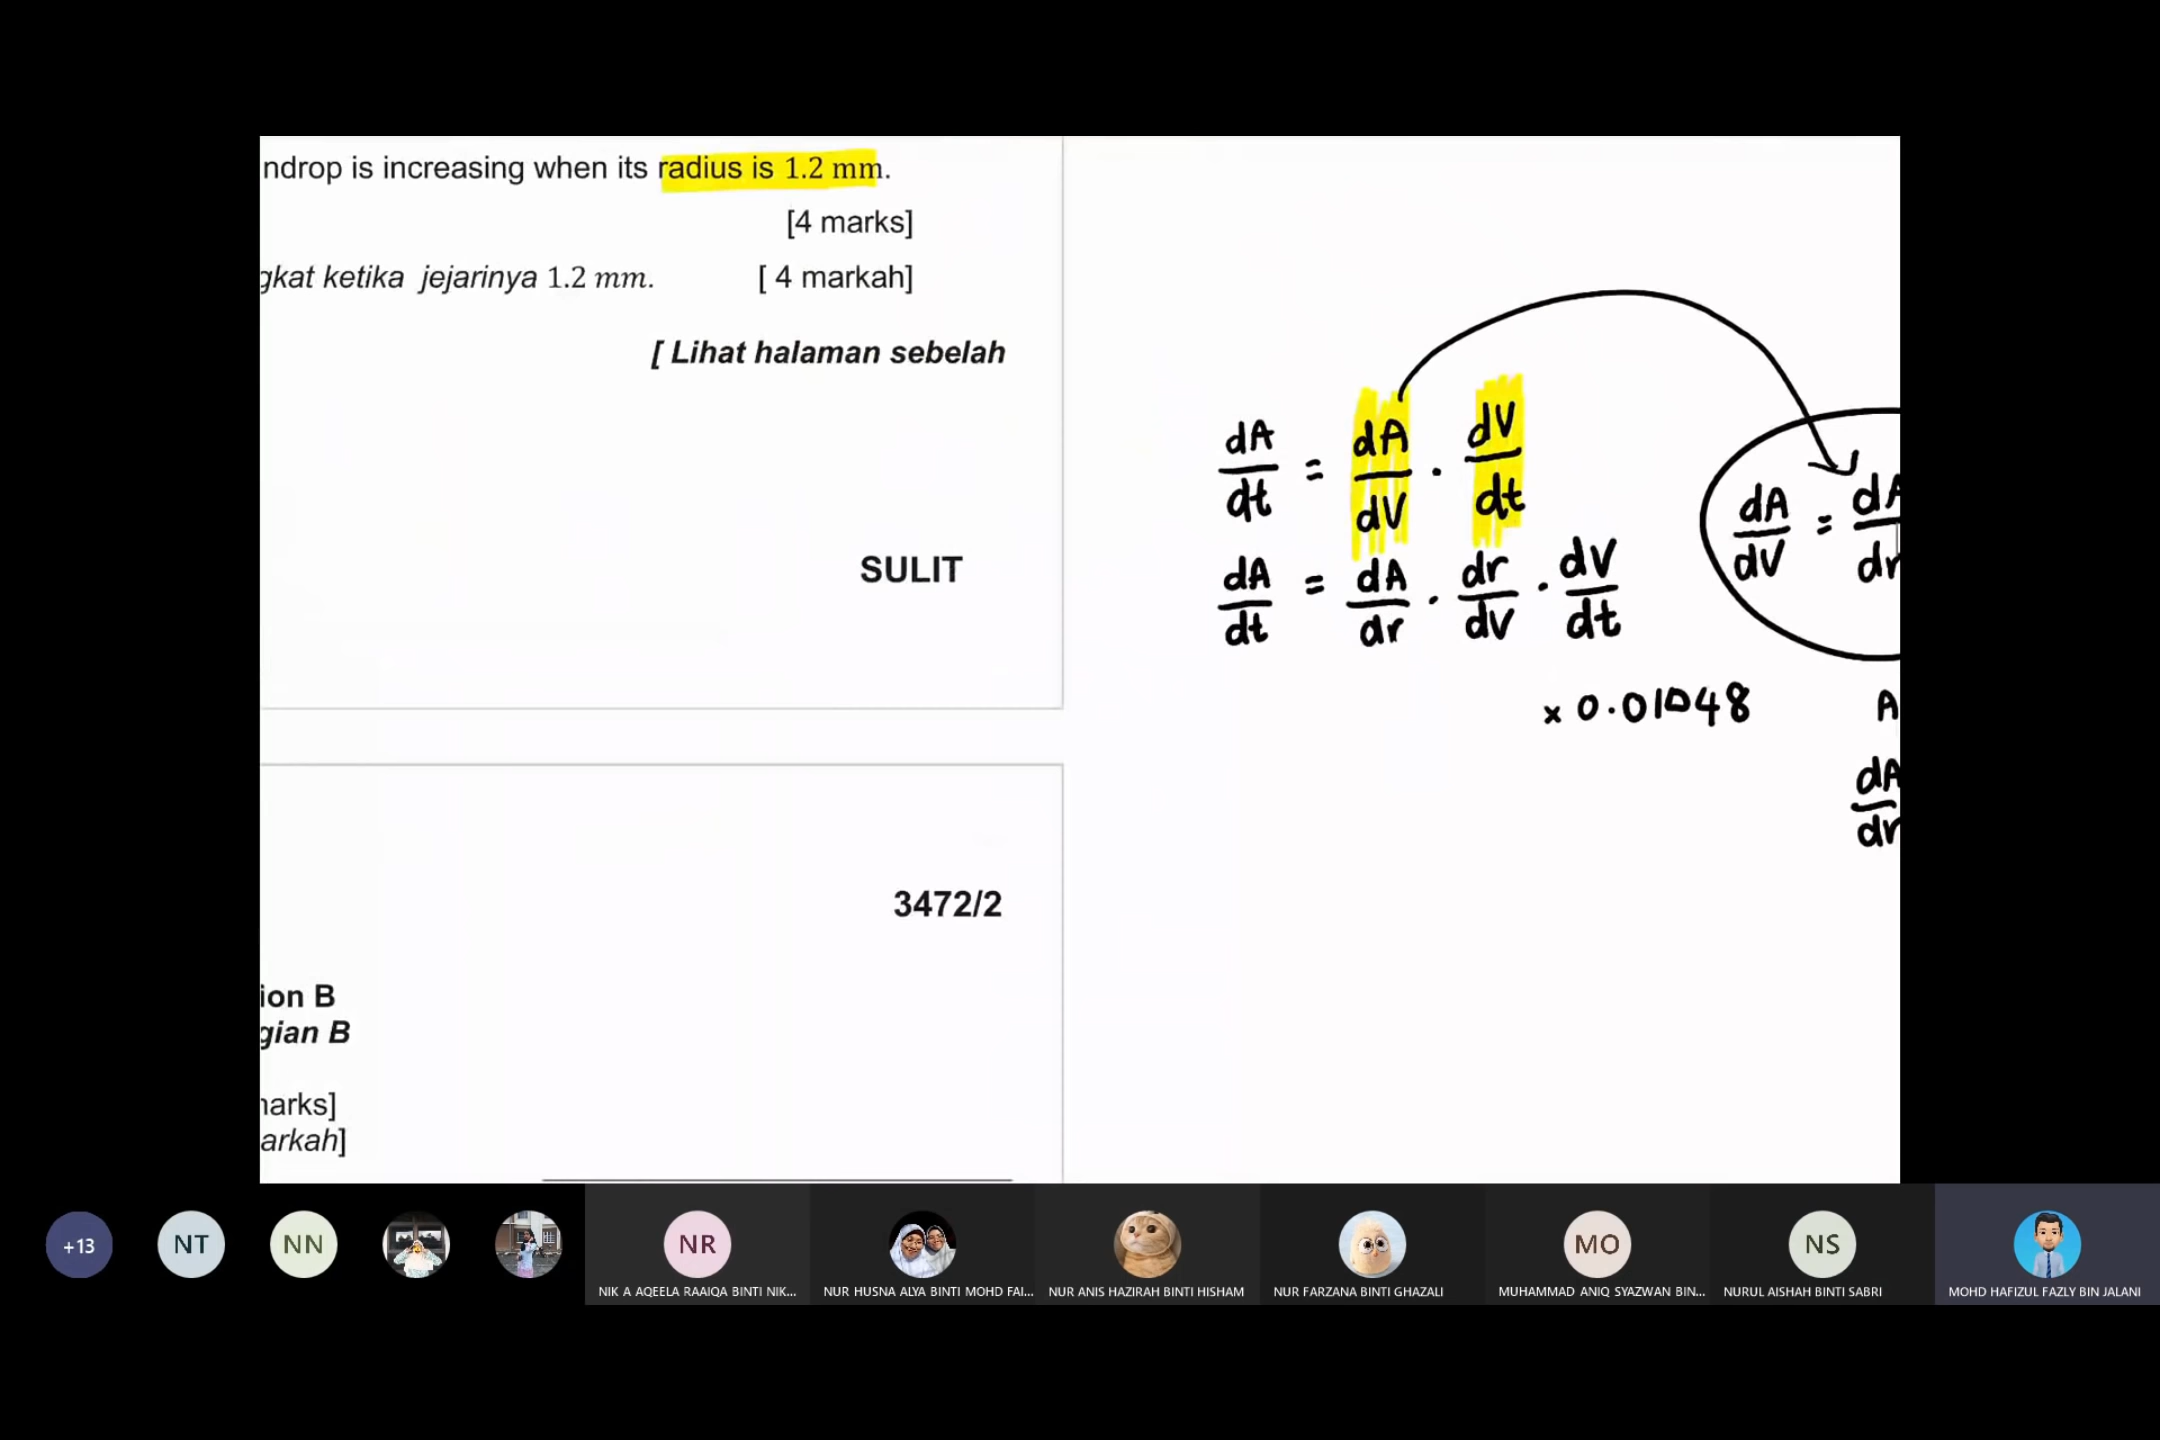 ndrop is increasing when its radius is 1.2 mm.
[4 marks]
gkat ketika jejarinya 1.2 mm. [ 4 markah]
[ Lihat halaman sebelah
SULIT
dA/dt = dA/dV · dV/dt
dA/dt = dA/dr · dr/dV · dV/dt
× 0.01048
dA/dV = dA/dr
A
dA/dr
3472/2
ion B
gian B
arks]
arkah]
+13
NT
NN
NR
MO
NS
NIK A AQEELA RAAIQA BINTI NIK...
NUR HUSNA ALYA BINTI MOHD FAI...
NUR ANIS HAZIRAH BINTI HISHAM
NUR FARZANA BINTI GHAZALI
MUHAMMAD ANIQ SYAZWAN BIN...
NURUL AISHAH BINTI SABRI
MOHD HAFIZUL FAZLY BIN JALANI